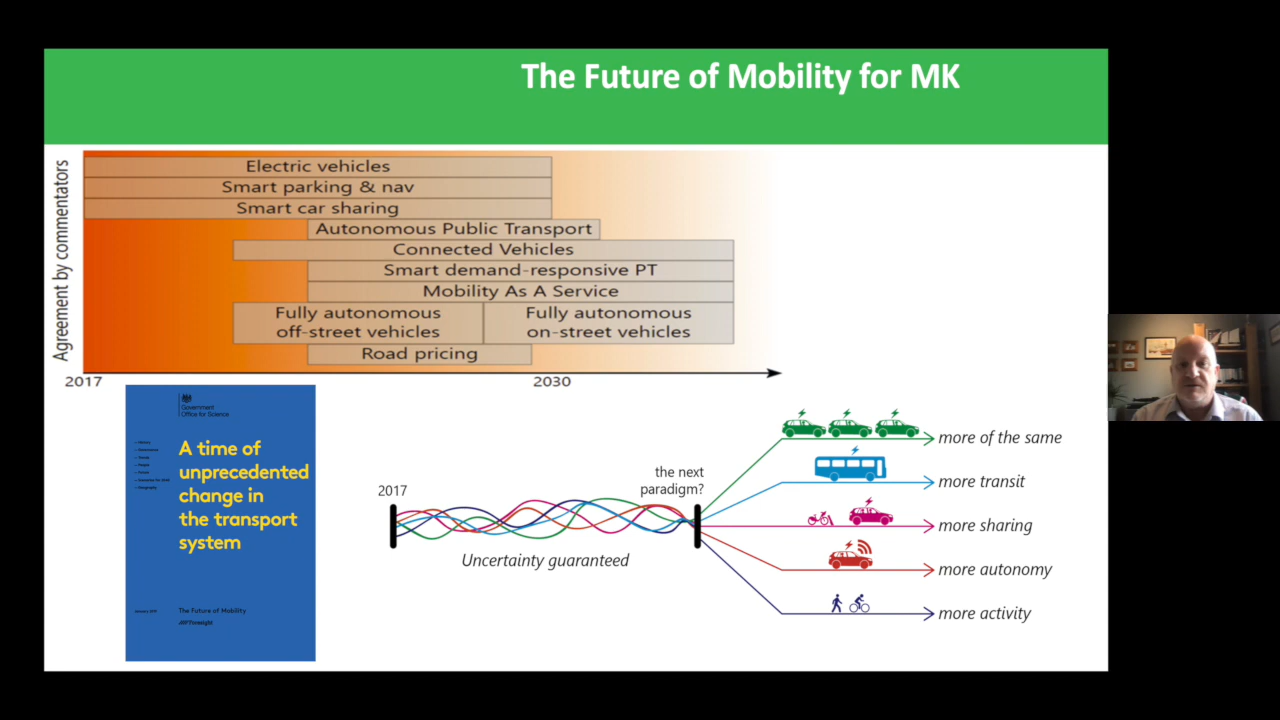 The Future of Mobility for MK
Agreement by commentators
Electric vehicles
Smart parking & nav
Smart car sharing
Autonomous Public Transport
Connected Vehicles
Smart demand-responsive PT
Mobility As A Service
Fully autonomous
off-street vehicles
Fully autonomous
on-street vehicles
Road pricing
2017
2030
Government
Office for Science
A time of
unprecedented
change in
the transport
system
The Future of Mobility
Foresight
2017
the next
paradigm?
Uncertainty guaranteed
more of the same
more transit
more sharing
more autonomy
more activity